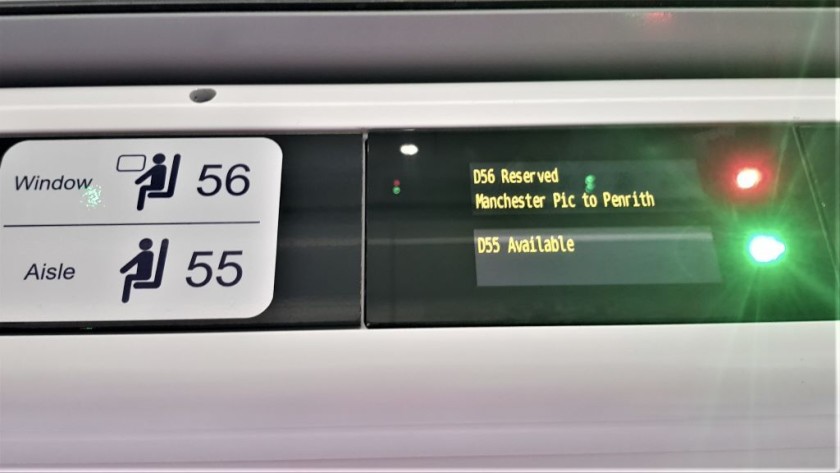 Window 56
Aisle 55
D56 Reserved
Manchester Pic to Penrith
D55 Available